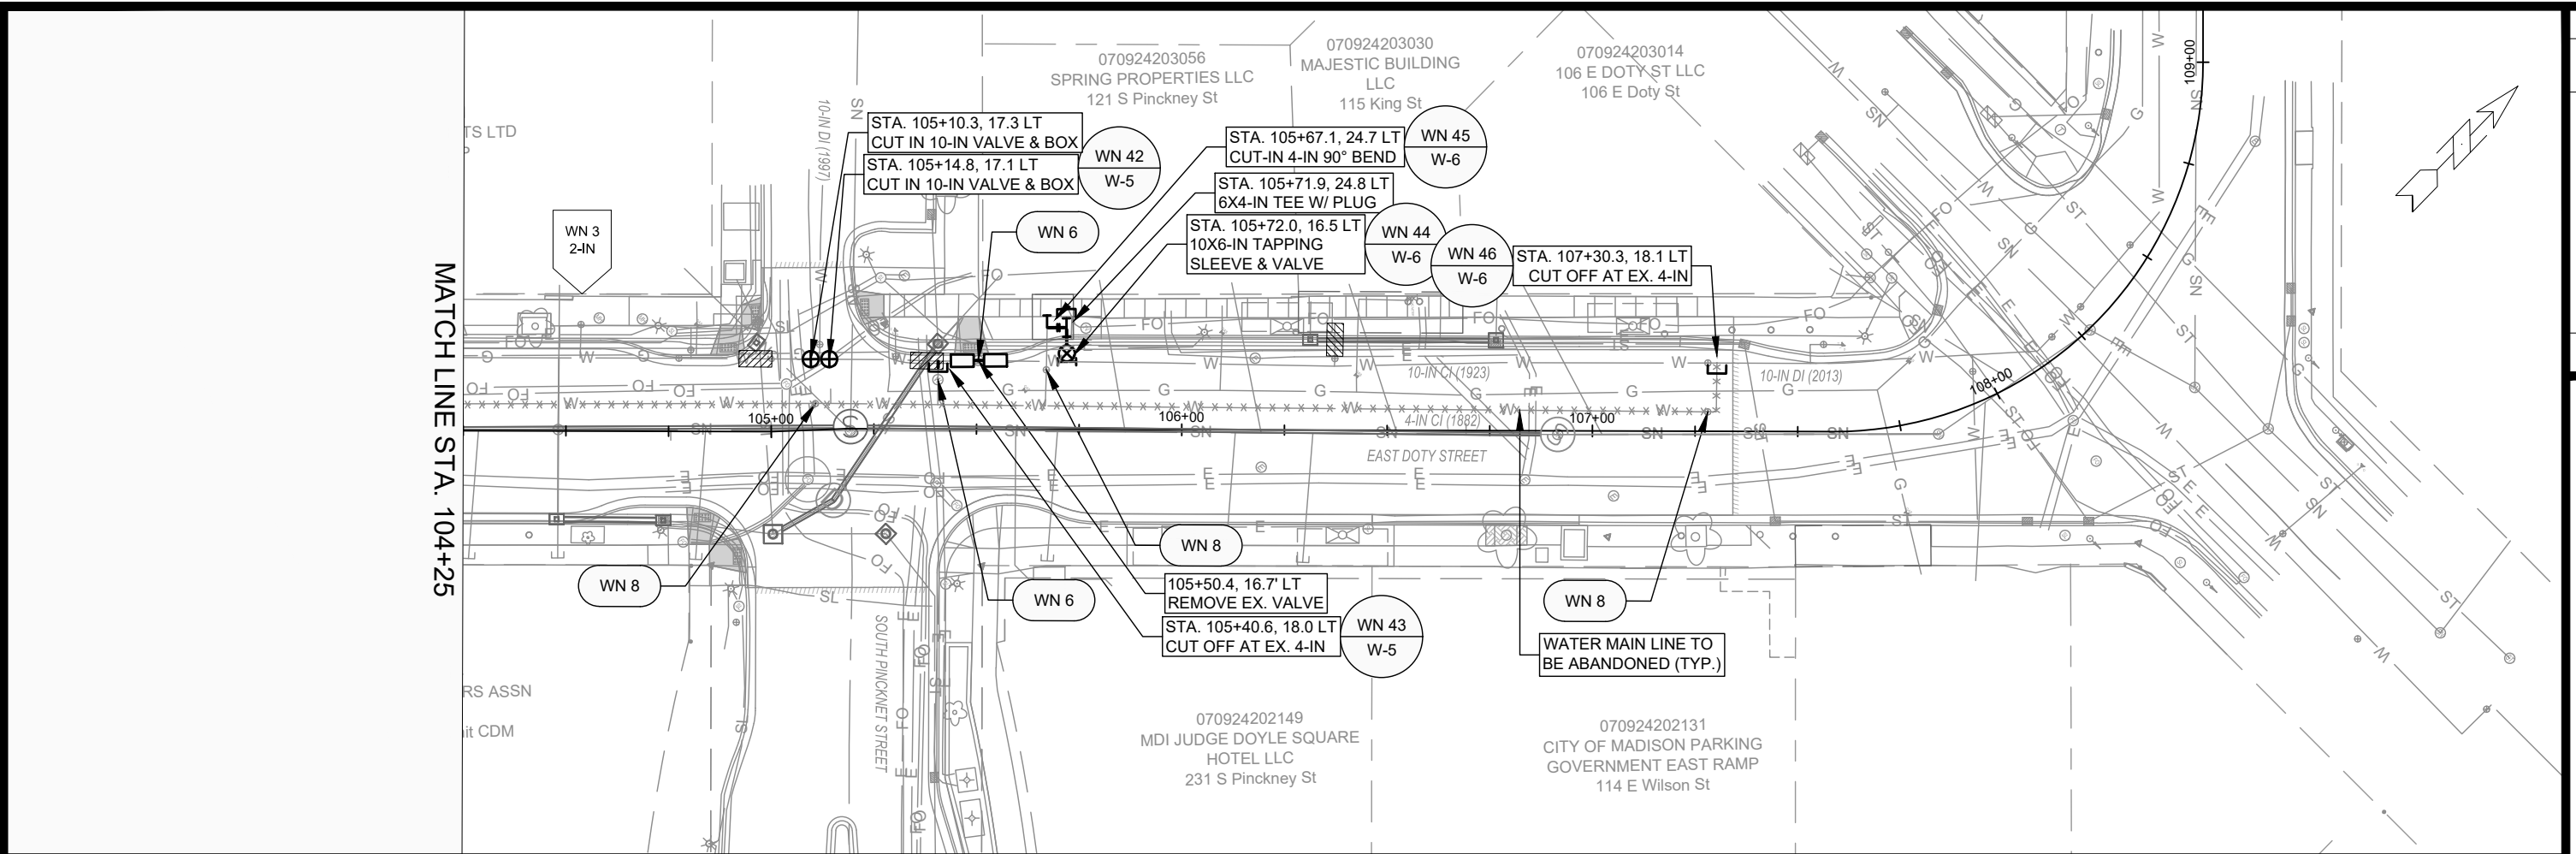 MATCH LINE STA. 104+25
TS LTD
P
WN 3
2-IN
10-IN DI (1997)
SN
STA. 105+10.3, 17.3 LT
CUT IN 10-IN VALVE & BOX
STA. 105+14.8, 17.1 LT
CUT IN 10-IN VALVE & BOX
WN 42
W-5
WN 6
070924203056
SPRING PROPERTIES LLC
121 S Pinckney St
070924203030
MAJESTIC BUILDING
LLC
115 King St
070924203014
106 E DOTY ST LLC
106 E Doty St
STA. 105+67.1, 24.7 LT
CUT-IN 4-IN 90° BEND
WN 45
W-6
STA. 105+71.9, 24.8 LT
6X4-IN TEE W/ PLUG
STA. 105+72.0, 16.5 LT
10X6-IN TAPPING
SLEEVE & VALVE
WN 44
W-6
WN 46
W-6
STA. 107+30.3, 18.1 LT
CUT OFF AT EX. 4-IN
109+00
108+00
105+00
106+00
107+00
10-IN CI (1923)
10-IN DI (2013)
4-IN CI (1882)
EAST DOTY STREET
SOUTH PINCKNET STREET
WN 8
WN 6
WN 8
105+50.4, 16.7' LT
REMOVE EX. VALVE
STA. 105+40.6, 18.0 LT
CUT OFF AT EX. 4-IN
WN 43
W-5
WN 8
WATER MAIN LINE TO
BE ABANDONED (TYP.)
RS ASSN
it CDM
070924202149
MDI JUDGE DOYLE SQUARE
HOTEL LLC
231 S Pinckney St
070924202131
CITY OF MADISON PARKING
GOVERNMENT EAST RAMP
114 E Wilson St